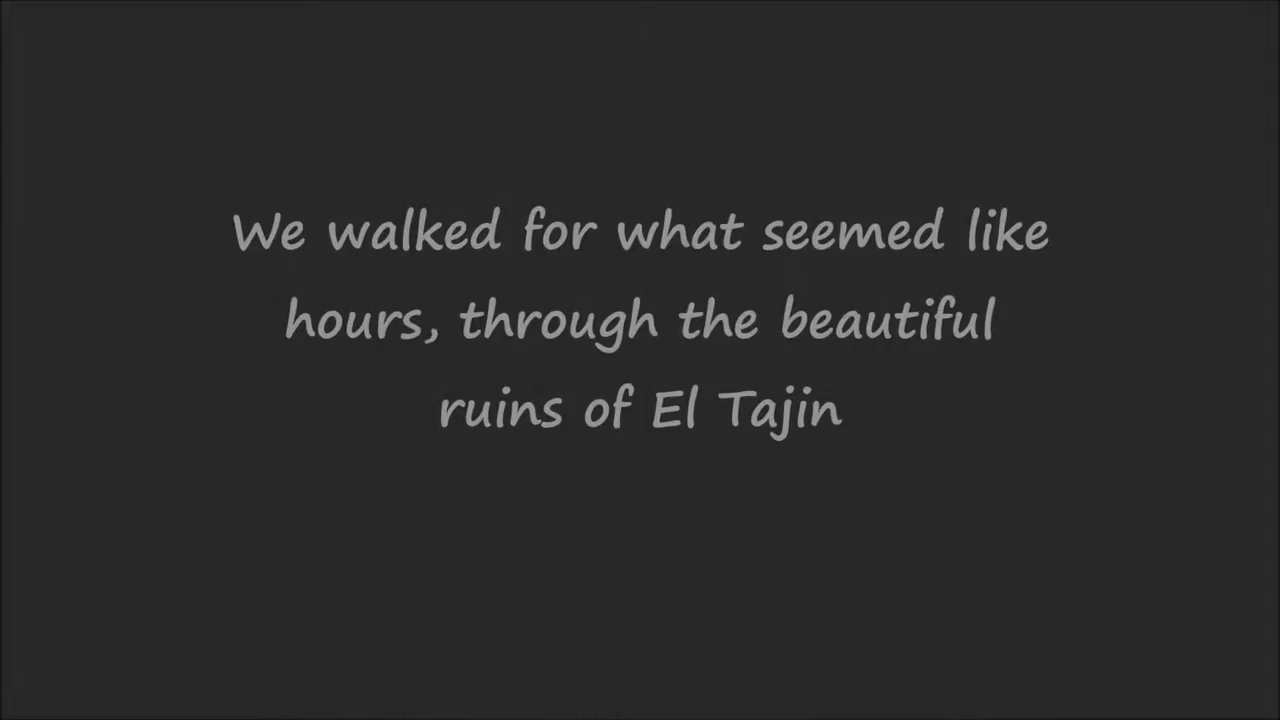 We walked for what seemed like
hours, through the beautiful
ruins of El Tajin